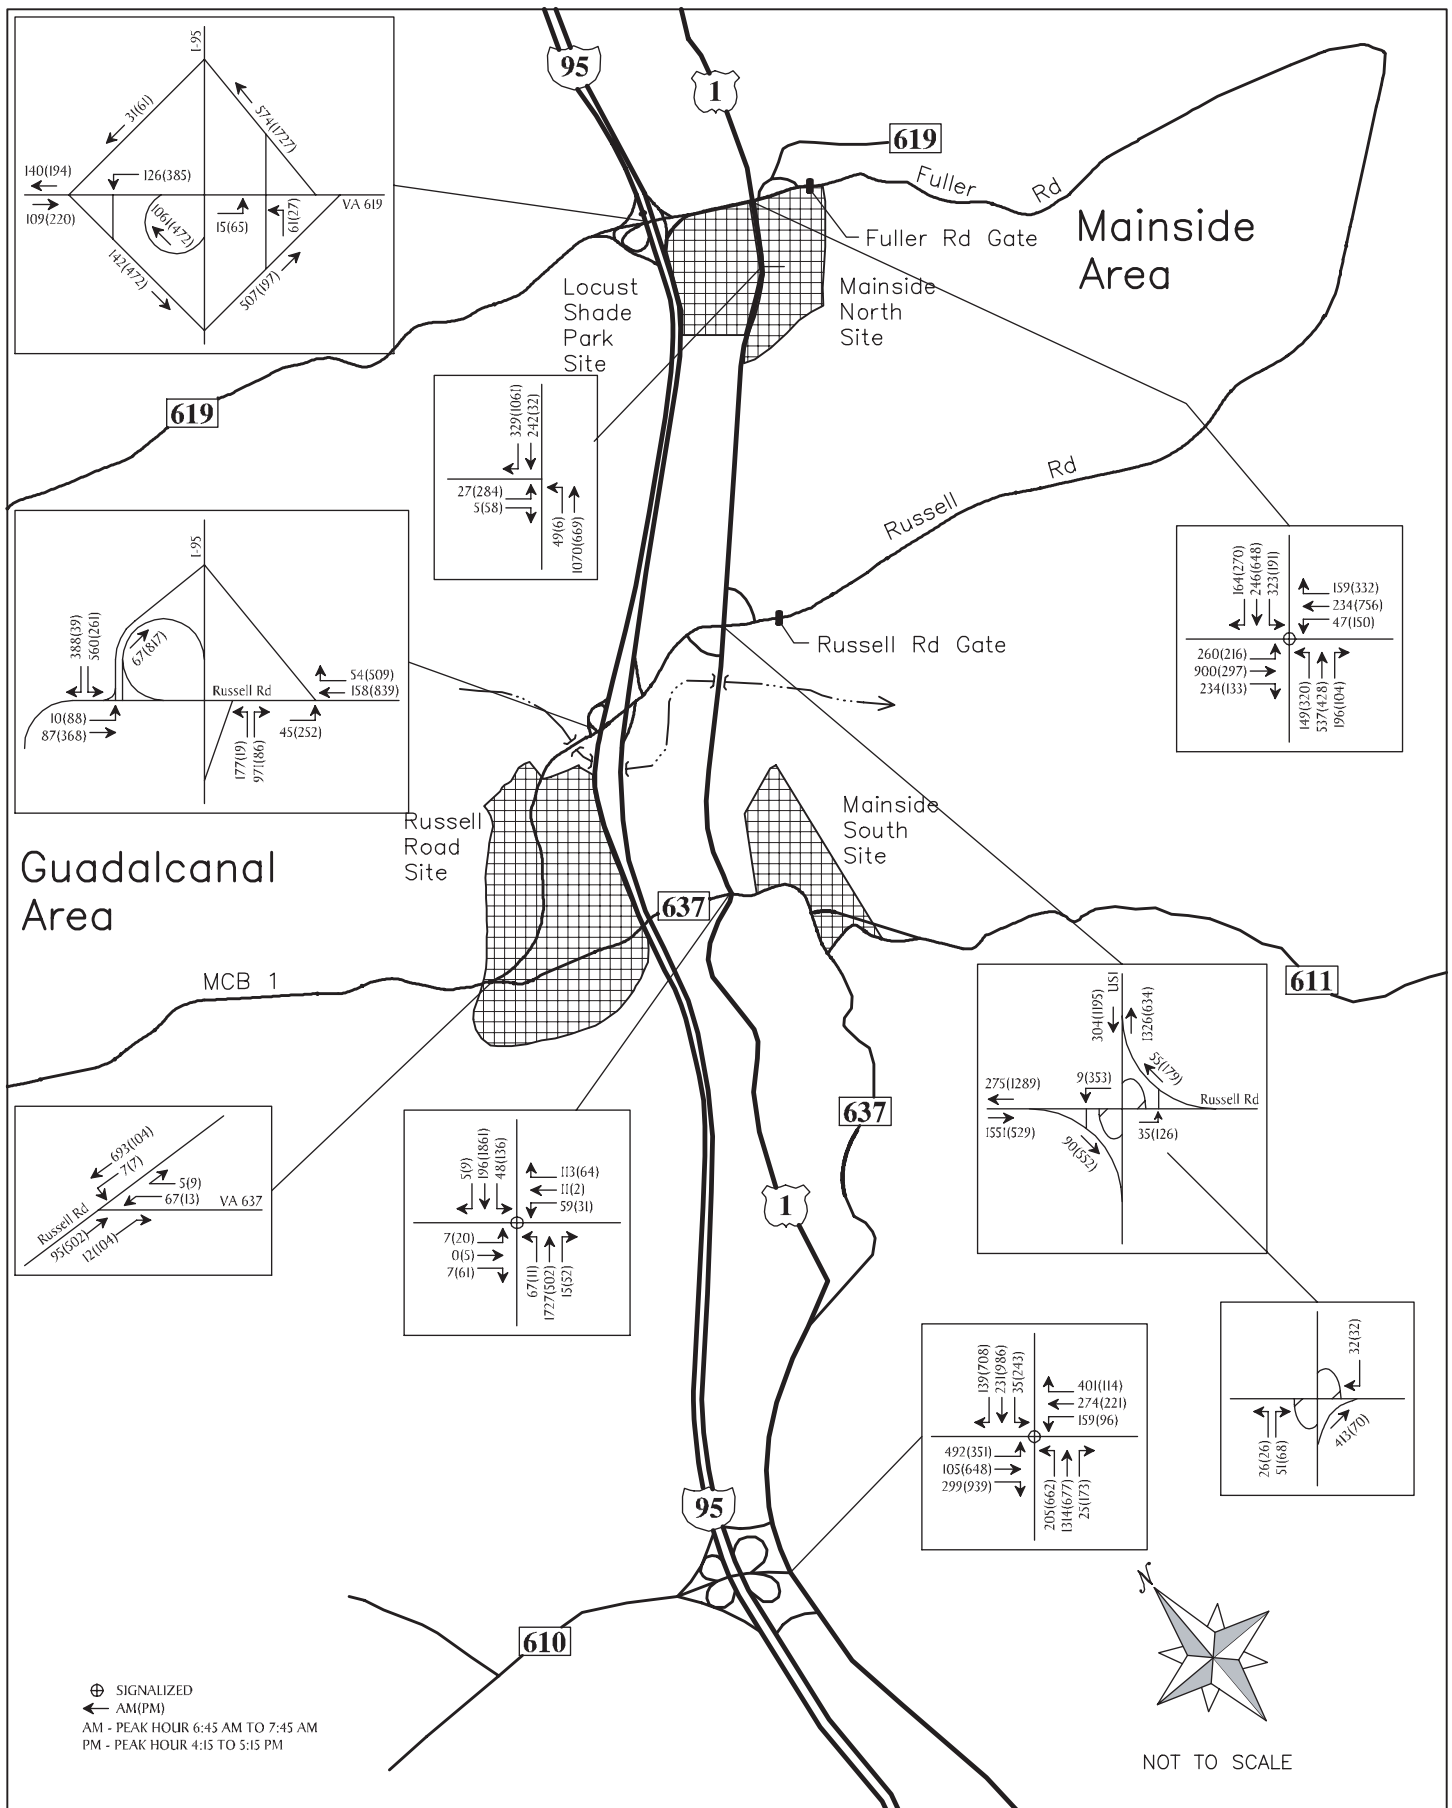 I-95
31(61)
574(1727)
140(194)
109(220)
126(385)
1061(472)
15(65)
61(27)
VA 619
142(472)
507(197)
95
1
619
Fuller Rd
Fuller Rd Gate
Mainside
Area
Locust
Shade
Park
Site
Mainside
North
Site
619
329(1061)
242(32)
27(284)
5(58)
49(6)
1070(669)
Russell Rd
164(270)
246(648)
323(191)
159(332)
234(756)
47(150)
260(216)
900(297)
234(133)
149(320)
537(428)
196(104)
I-95
388(39)
560(261)
67(817)
Russell Rd
54(509)
158(839)
10(88)
87(368)
177(19)
971(86)
45(252)
Russell Rd Gate
Russell
Road
Site
Mainside
South
Site
Guadalcanal
Area
637
MCB 1
611
US1
304(1195)
1326(634)
55(179)
275(1289)
1551(529)
9(353)
Russell Rd
90(552)
35(126)
637
693(104)
7(7)
5(9)
67(13)
VA 637
Russell Rd
95(502)
12(104)
5(9)
196(1861)
48(136)
113(64)
11(2)
59(31)
7(20)
0(5)
7(61)
67(11)
1727(502)
15(52)
1
32(32)
26(26)
51(68)
413(70)
139(708)
231(986)
35(243)
401(114)
274(221)
159(96)
492(351)
105(648)
299(939)
205(662)
1314(677)
25(173)
95
610
N
SIGNALIZED
AM(PM)
AM - PEAK HOUR 6:45 AM TO 7:45 AM
PM - PEAK HOUR 4:15 TO 5:15 PM
NOT TO SCALE